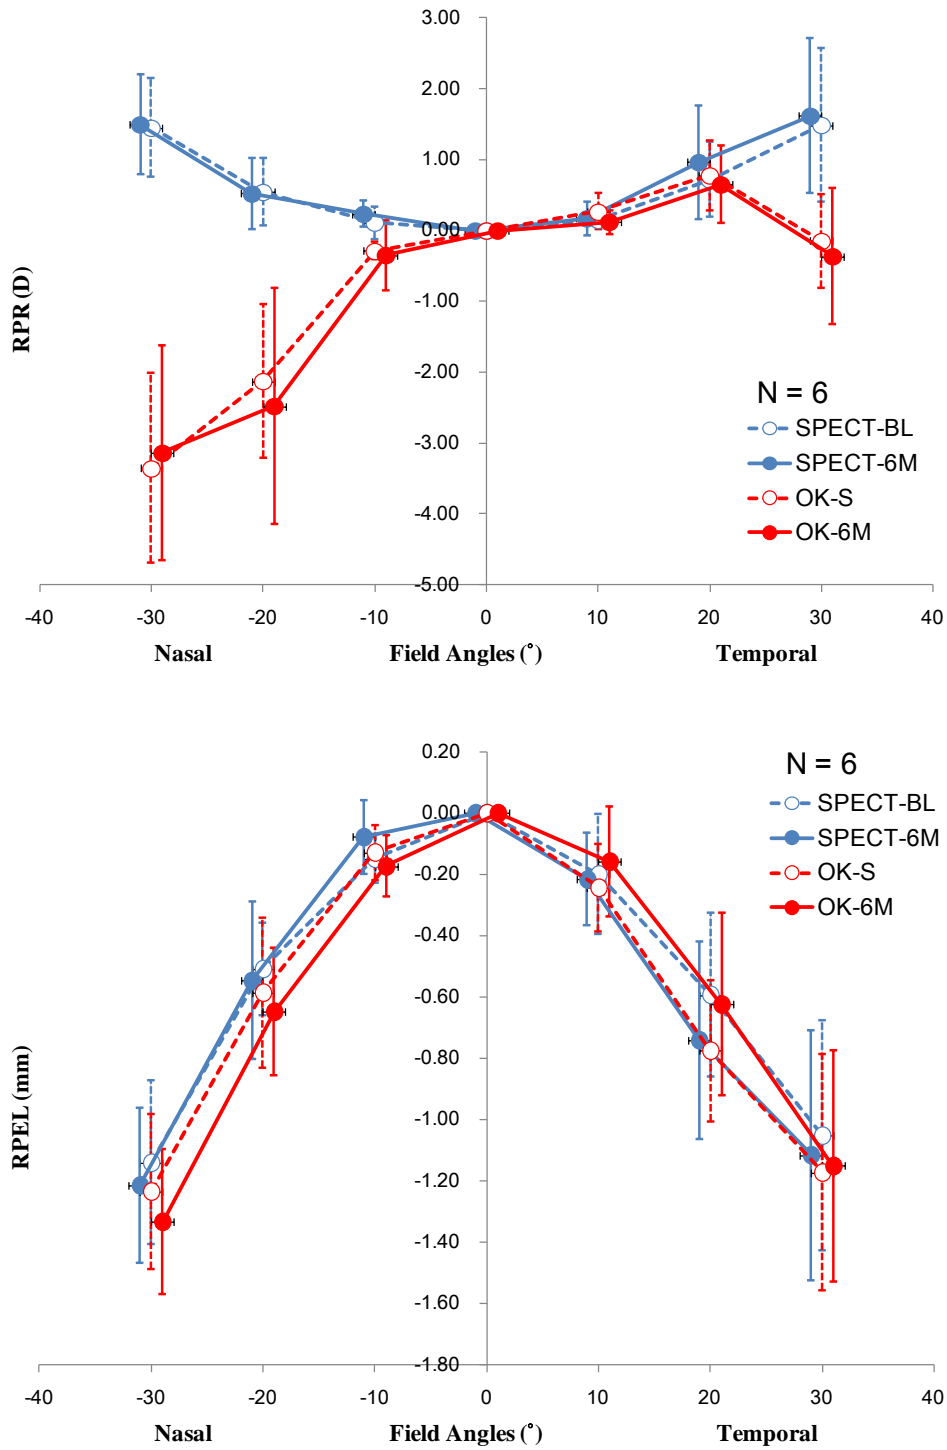 3.00
2.00
1.00
0.00
-1.00
-2.00
-3.00
-4.00
-5.00
RPR (D)
N = 6
SPECT-BL
SPECT-6M
OK-S
OK-6M
-40 -30 -20 -10 0 10 20 30 40
Nasal Field Angles (°) Temporal
0.20
0.00
-0.20
-0.40
-0.60
-0.80
-1.00
-1.20
-1.40
-1.60
-1.80
RPEL (mm)
N = 6
SPECT-BL
SPECT-6M
OK-S
OK-6M
-40 -30 -20 -10 0 10 20 30 40
Nasal Field Angles (°) Temporal